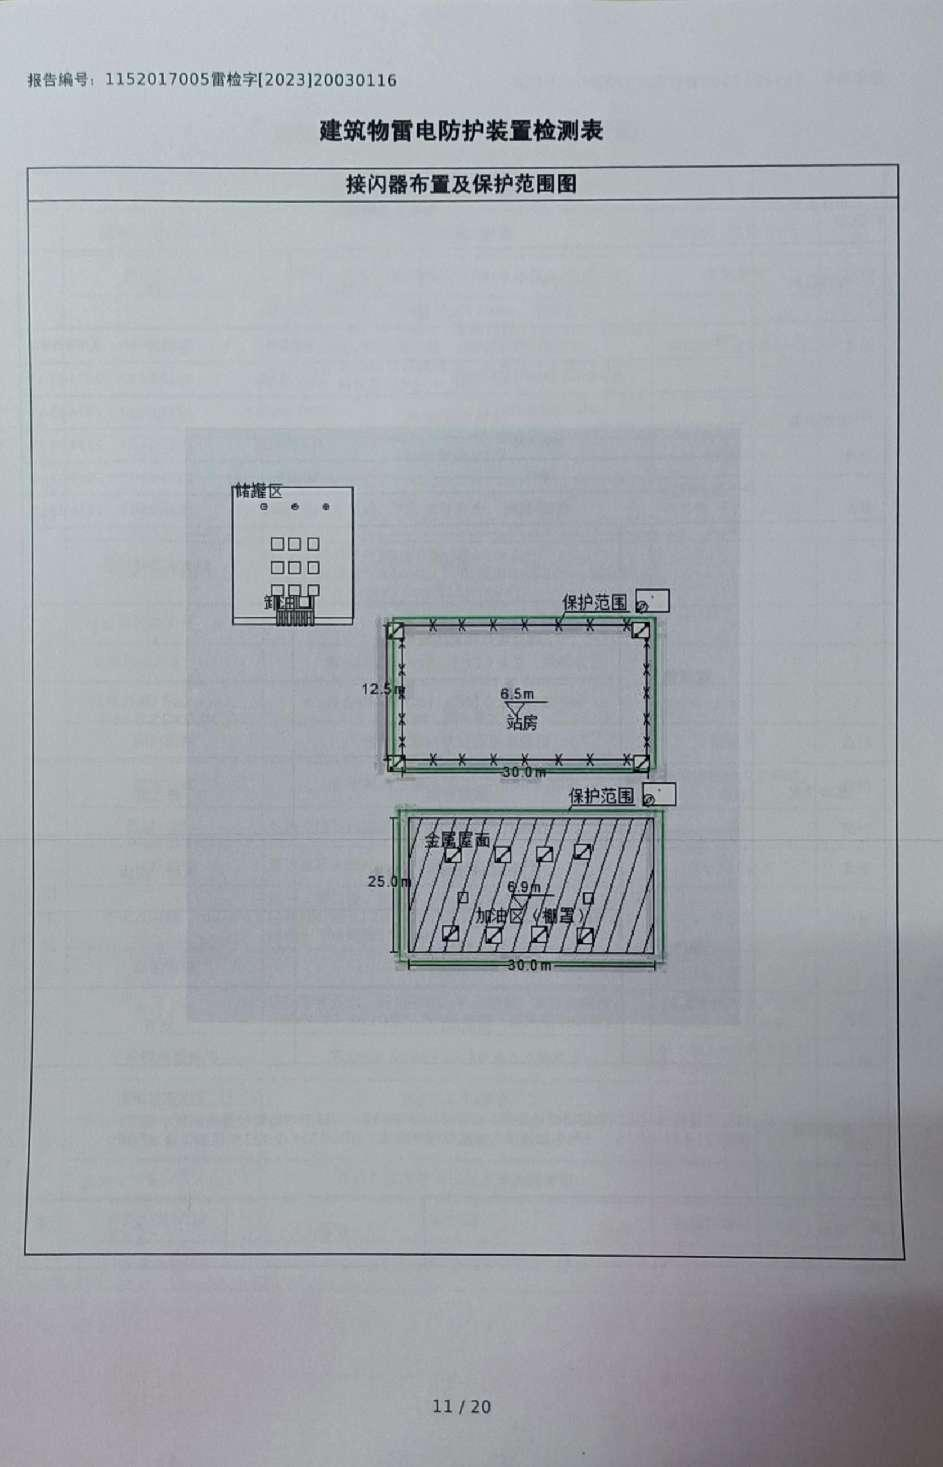 报告编号：1152017005雷检字[2023]20030116
建筑物雷电防护装置检测表
接闪器布置及保护范围图
储罐区
卸油口
保护范围
12.5m
6.5m
站房
30.0m
保护范围
金属屋面
25.0m
6.9m
加油区（棚罩）
30.0m
11 / 20